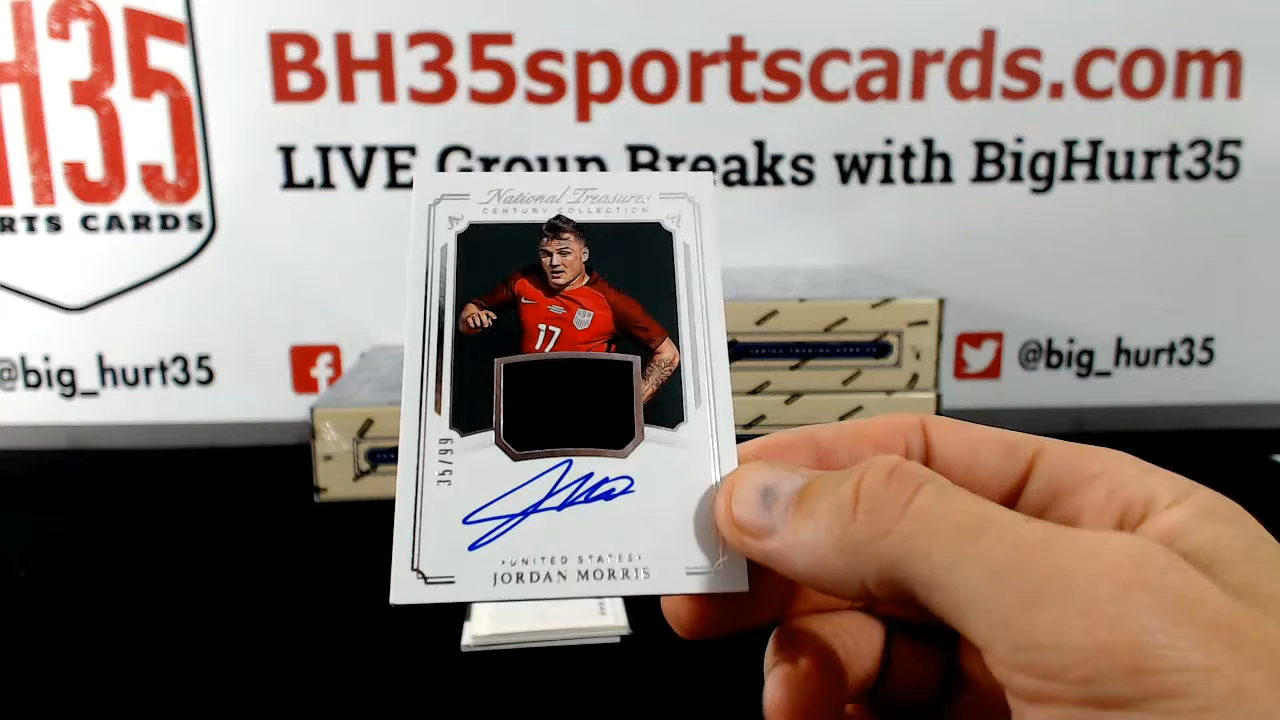 H35
RTS CARDS
BH35sportscards.com
LIVE Group Breaks with BigHurt35
@big_hurt35
f
@big_hurt35
National Treasures
CENTURY COLLECTION
17
35/99
UNITED STATES
JORDAN MORRIS